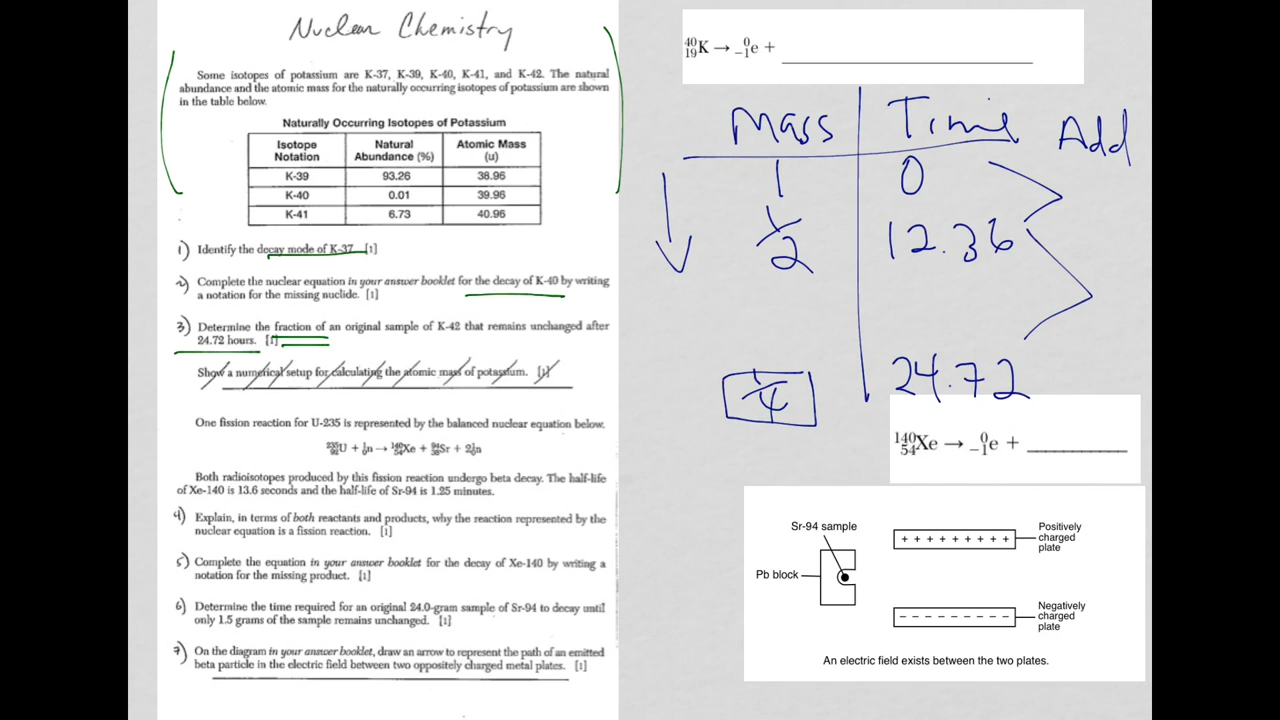 Nuclear Chemistry
Some isotopes of potassium are K-37, K-39, K-40, K-41, and K-42. The natural
abundance and the atomic mass for the naturally occurring isotopes of potassium are shown
in the table below.
Naturally Occurring Isotopes of Potassium
Isotope Notation | Natural Abundance (%) | Atomic Mass (u)
K-39 | 93.26 | 38.96
K-40 | 0.01 | 39.96
K-41 | 6.73 | 40.96
1) Identify the decay mode of K-37. [1]
2) Complete the nuclear equation in your answer booklet for the decay of K-40 by writing
a notation for the missing nuclide. [1]
3) Determine the fraction of an original sample of K-42 that remains unchanged after
24.72 hours. [1]
Show a numerical setup for calculating the atomic mass of potassium. [1]
One fission reaction for U-235 is represented by the balanced nuclear equation below.
²³⁵₉₂U + ¹₀n → ¹⁴⁰₅₄Xe + ⁹⁴₃₈Sr + 2¹₀n
Both radioisotopes produced by this fission reaction undergo beta decay. The half-life
of Xe-140 is 13.6 seconds and the half-life of Sr-94 is 1.25 minutes.
4) Explain, in terms of both reactants and products, why the reaction represented by the
nuclear equation is a fission reaction. [1]
5) Complete the equation in your answer booklet for the decay of Xe-140 by writing a
notation for the missing product. [1]
6) Determine the time required for an original 24.0-gram sample of Sr-94 to decay until
only 1.5 grams of the sample remains unchanged. [1]
7) On the diagram in your answer booklet, draw an arrow to represent the path of an emitted
beta particle in the electric field between two oppositely charged metal plates. [1]
⁴⁰₁₉K → ⁰₋₁e + ____________________
Mass | Time Add
1 | 0
1/2 | 12.36
1/4 | 24.72
¹⁴⁰₅₄Xe → ⁰₋₁e + __________
Sr-94 sample
Pb block
+ + + + + + + + +
Positively
charged
plate
– – – – – – – – –
Negatively
charged
plate
An electric field exists between the two plates.